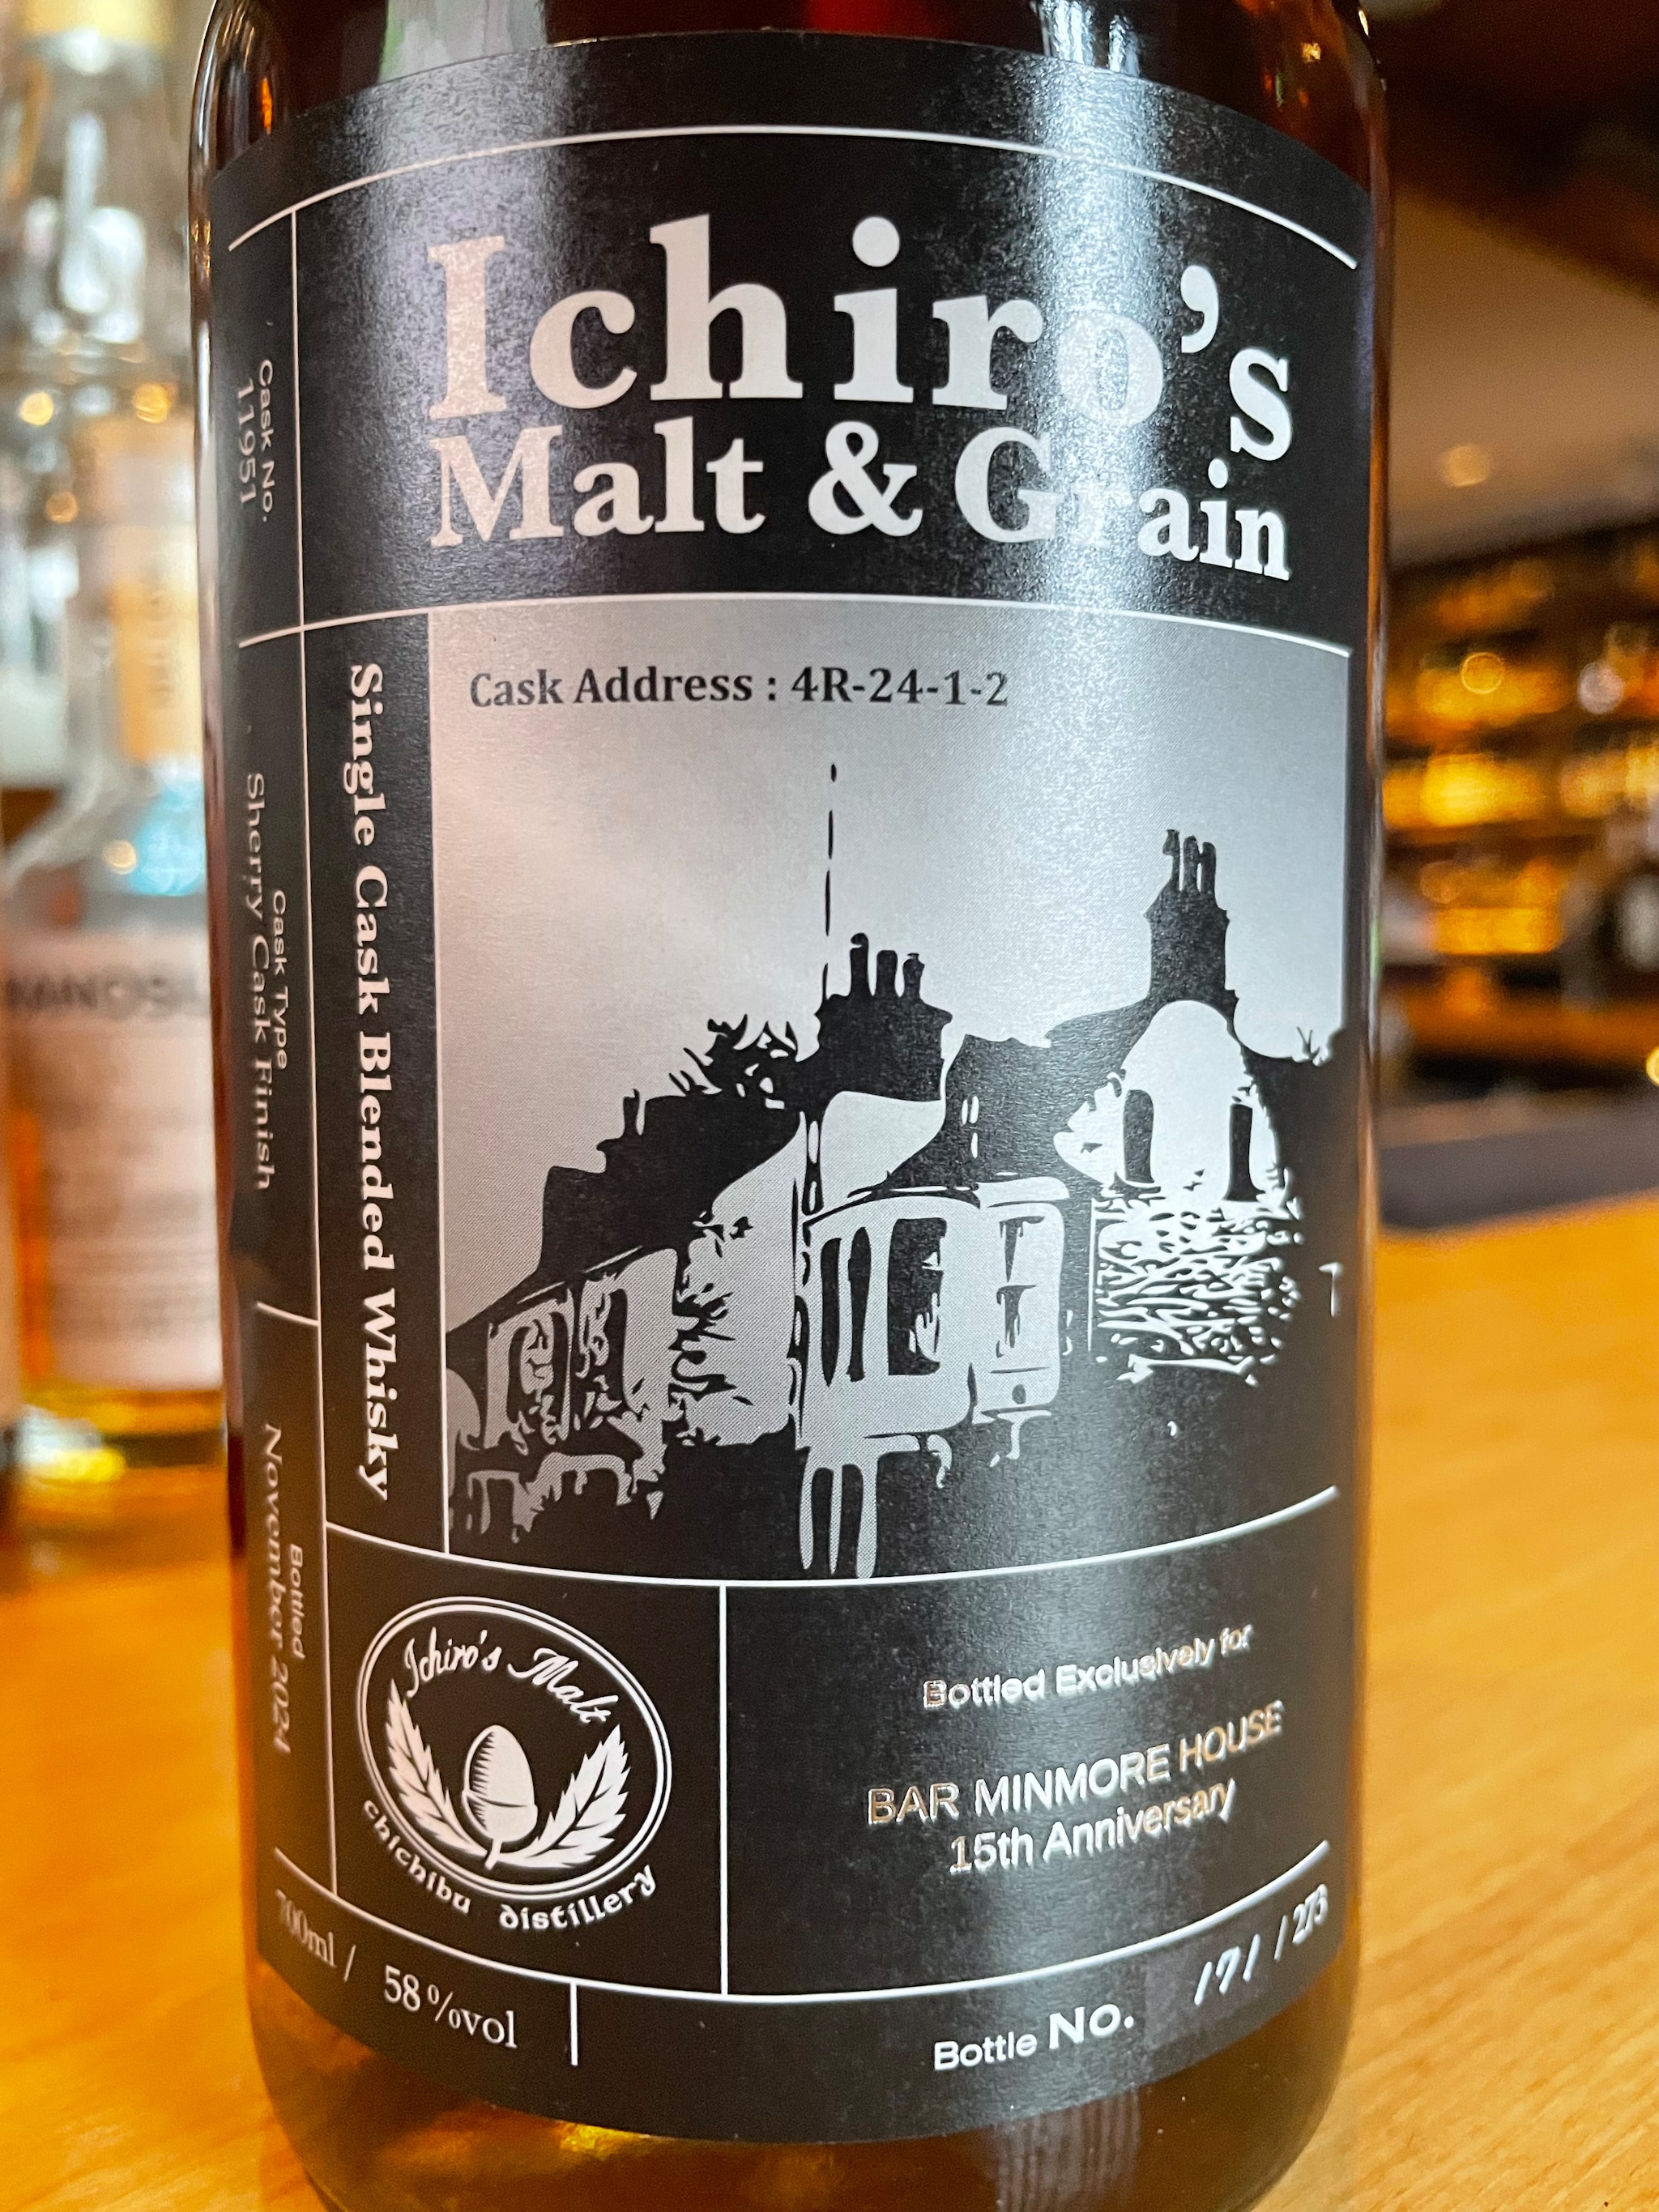 Ichiro's
Malt & Grain
Cask No.
11951
Cask Type
Sherry Cask Finish
Bottled
November 2024
Single Cask Blended Whisky
Cask Address : 4R-24-1-2
Ichiro's Malt
chichibu distillery
Bottled Exclusively for
BAR MINMORE HOUSE
15th Anniversary
700ml / 58%vol
Bottle No. 171 / 273